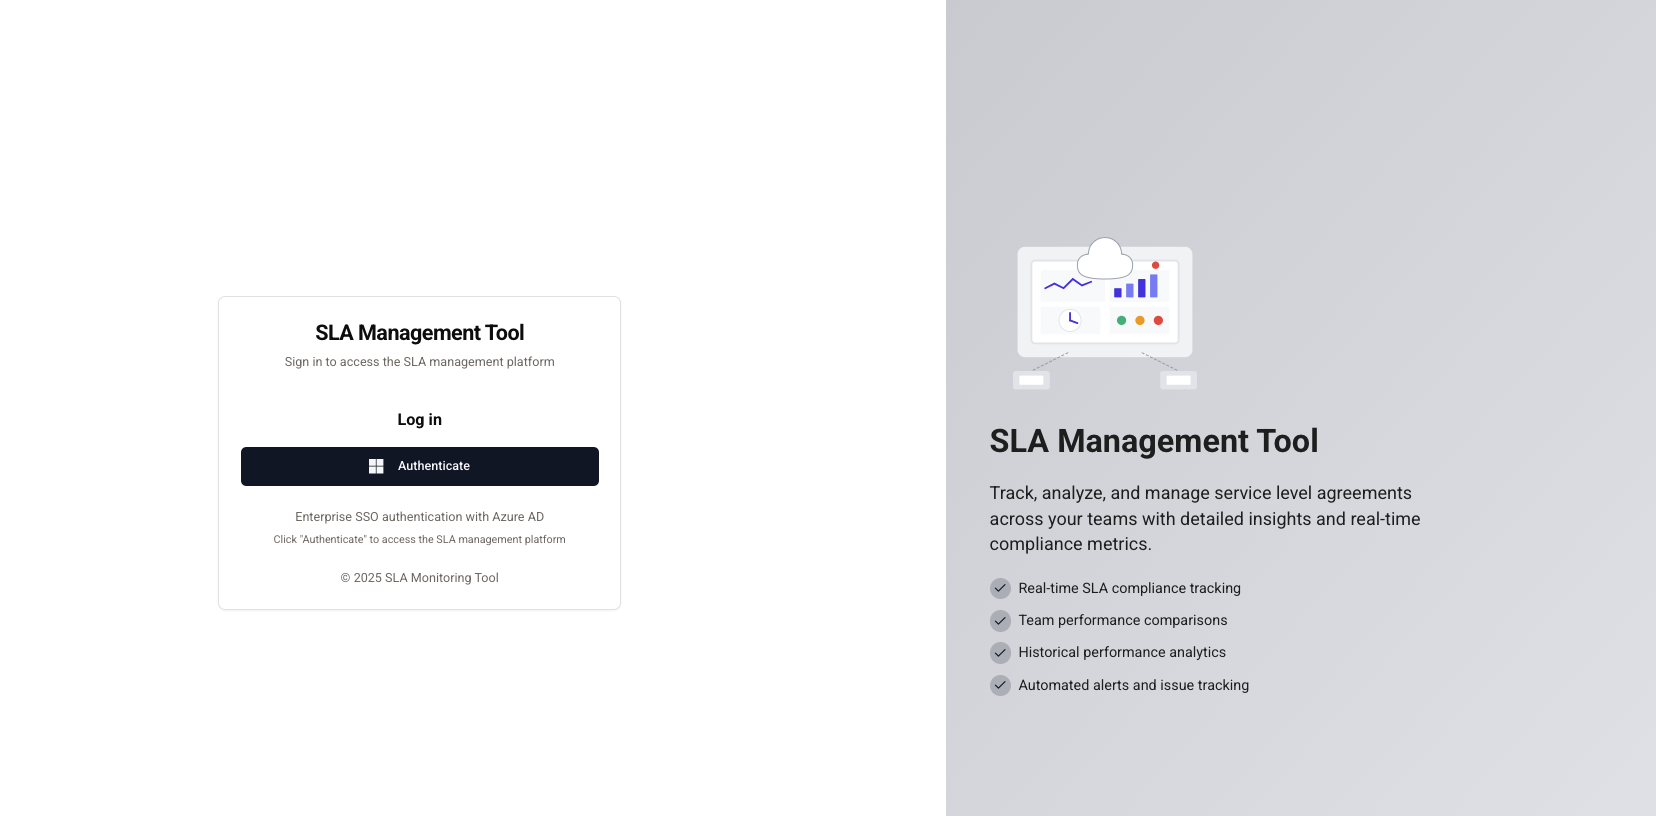 SLA Management Tool
Sign in to access the SLA management platform
Log in
Authenticate
Enterprise SSO authentication with Azure AD
Click "Authenticate" to access the SLA management platform
© 2025 SLA Monitoring Tool
SLA Management Tool
Track, analyze, and manage service level agreements
across your teams with detailed insights and real-time
compliance metrics.
Real-time SLA compliance tracking
Team performance comparisons
Historical performance analytics
Automated alerts and issue tracking